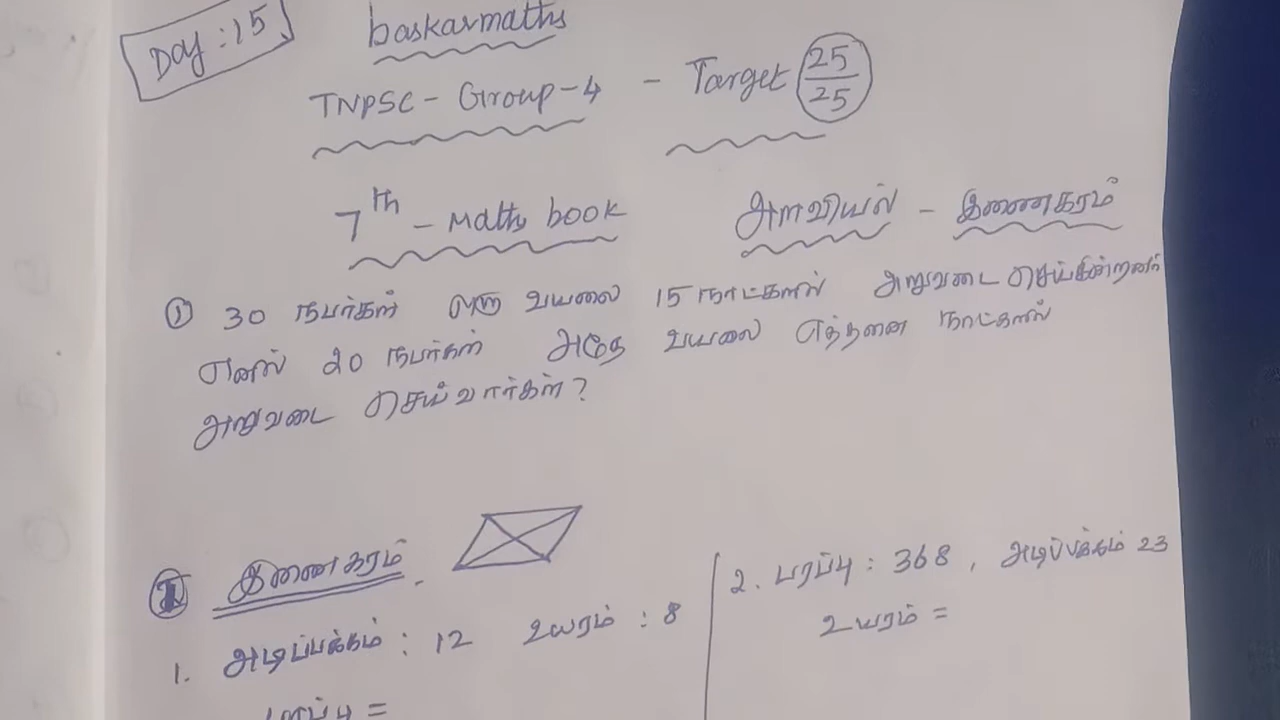 Day : 15
baskarmaths
TNPSC - Group - 4 - Target 25/25
7th - Maths book அளவியல் - இணைகரம்
① 30 நபர்கள் ஒரு வயலை 15 நாட்களில் அறுவடை செய்கின்றனர்
எனில் 20 நபர்கள் அதே வயலை எத்தனை நாட்களில்
அறுவடை செய்வார்கள்?
I இணைகரம்.
1. அடிப்பக்கம் : 12 உயரம் : 8
பரப்பு =
2. பரப்பு : 368, அடிப்பக்கம் 23
உயரம் =